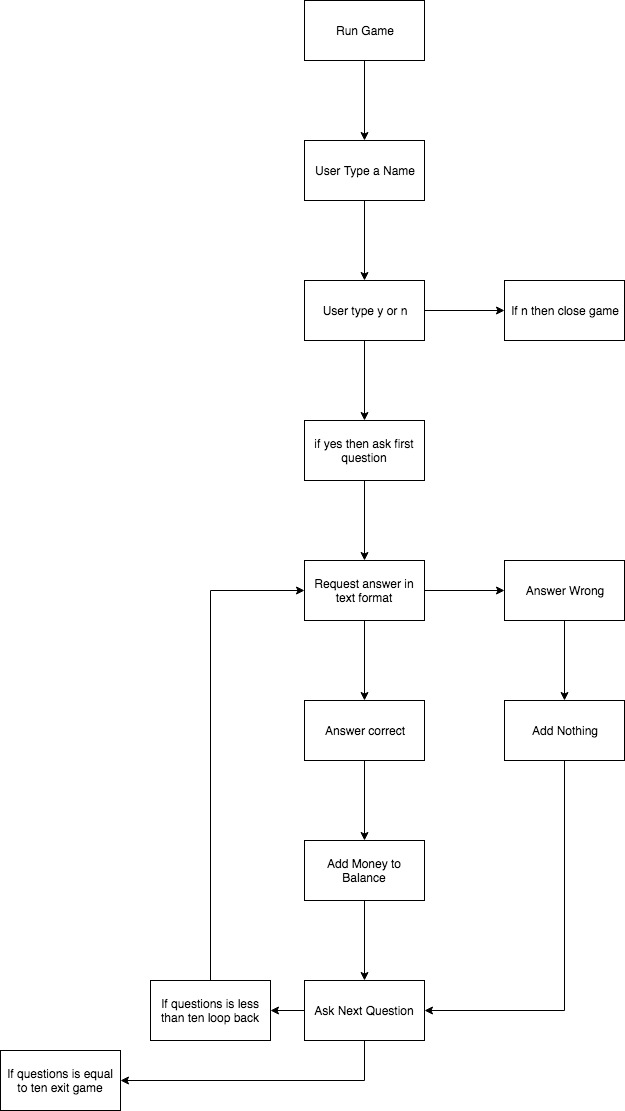 Run Game
User Type a Name
User type y or n
If n then close game
if yes then ask first
question
Request answer in
text format
Answer Wrong
Answer correct
Add Nothing
Add Money to
Balance
If questions is less
than ten loop back
Ask Next Question
If questions is equal
to ten exit game